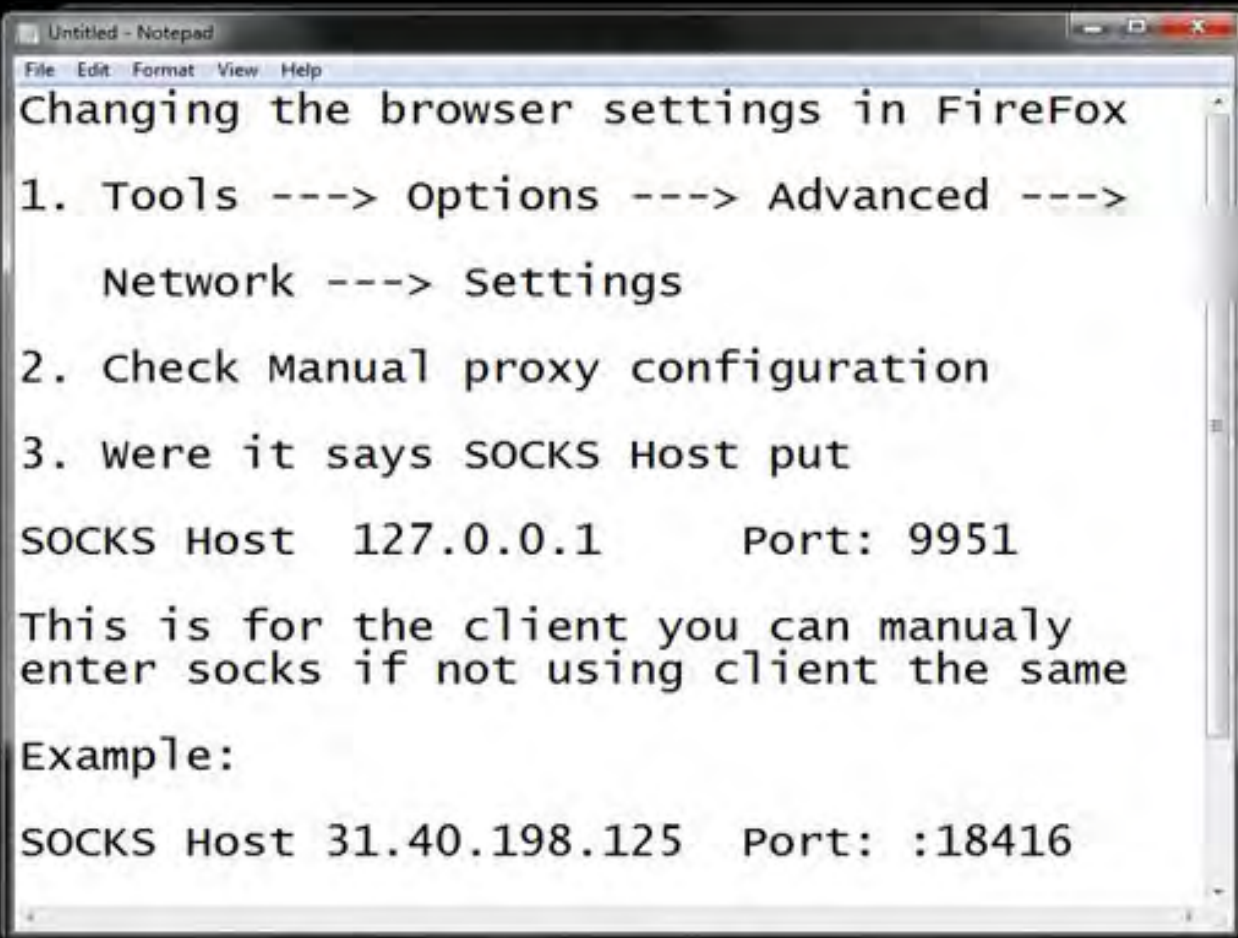 Untitled - Notepad
File Edit Format View Help
Changing the browser settings in FireFox
1. Tools ---> Options ---> Advanced --->
Network ---> Settings
2. Check Manual proxy configuration
3. Were it says SOCKS Host put
SOCKS Host 127.0.0.1 Port: 9951
This is for the client you can manualy
enter socks if not using client the same
Example:
SOCKS Host 31.40.198.125 Port: :18416